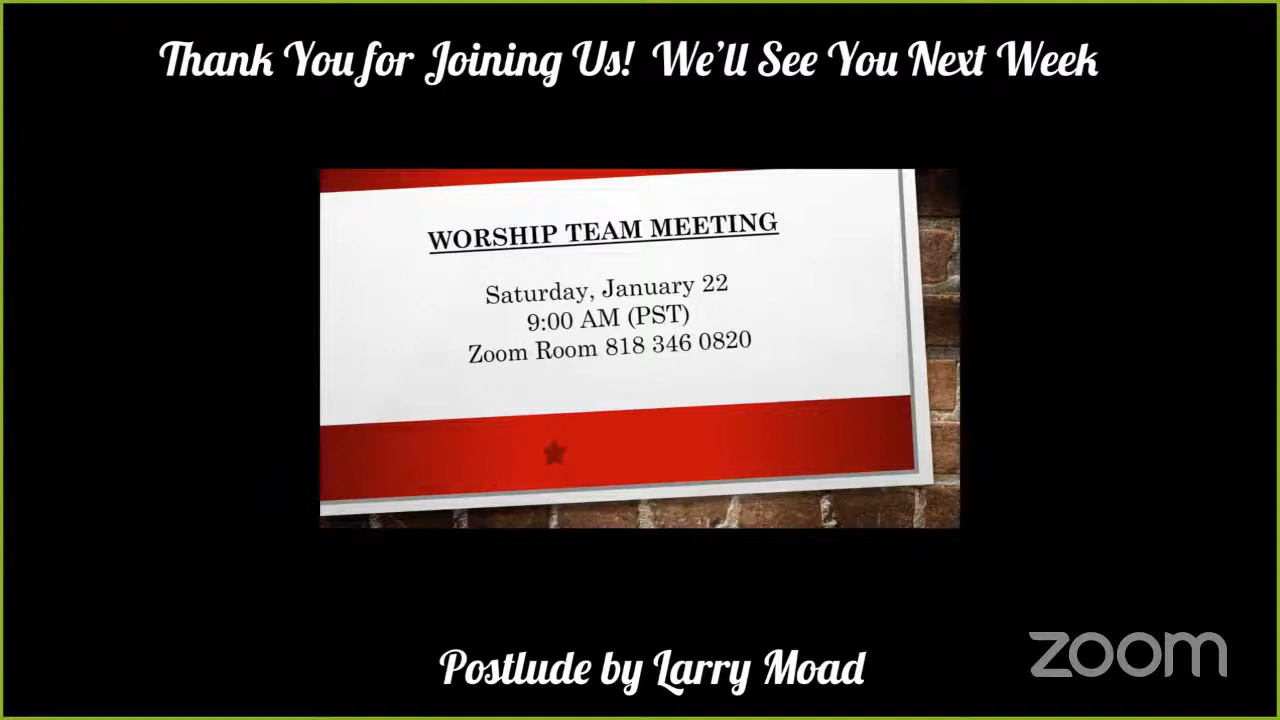 Thank You for Joining Us! We'll See You Next Week
WORSHIP TEAM MEETING
Saturday, January 22
9:00 AM (PST)
Zoom Room 818 346 0820
Postlude by Larry Moad
zoom